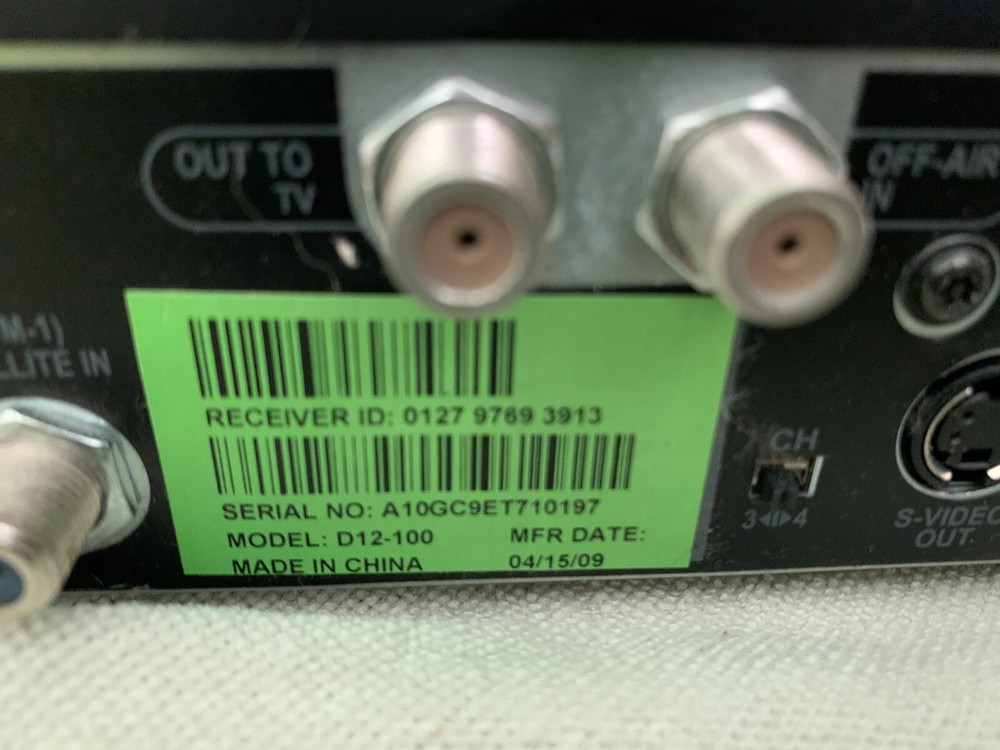 OUT TO
TV
OFF-AIR
IN
M-1)
LLITE IN
RECEIVER ID: 0127 9769 3913
SERIAL NO: A10GC9ET710197
MODEL: D12-100 MFR DATE:
MADE IN CHINA 04/15/09
CH
3 4
S-VIDEO
OUT